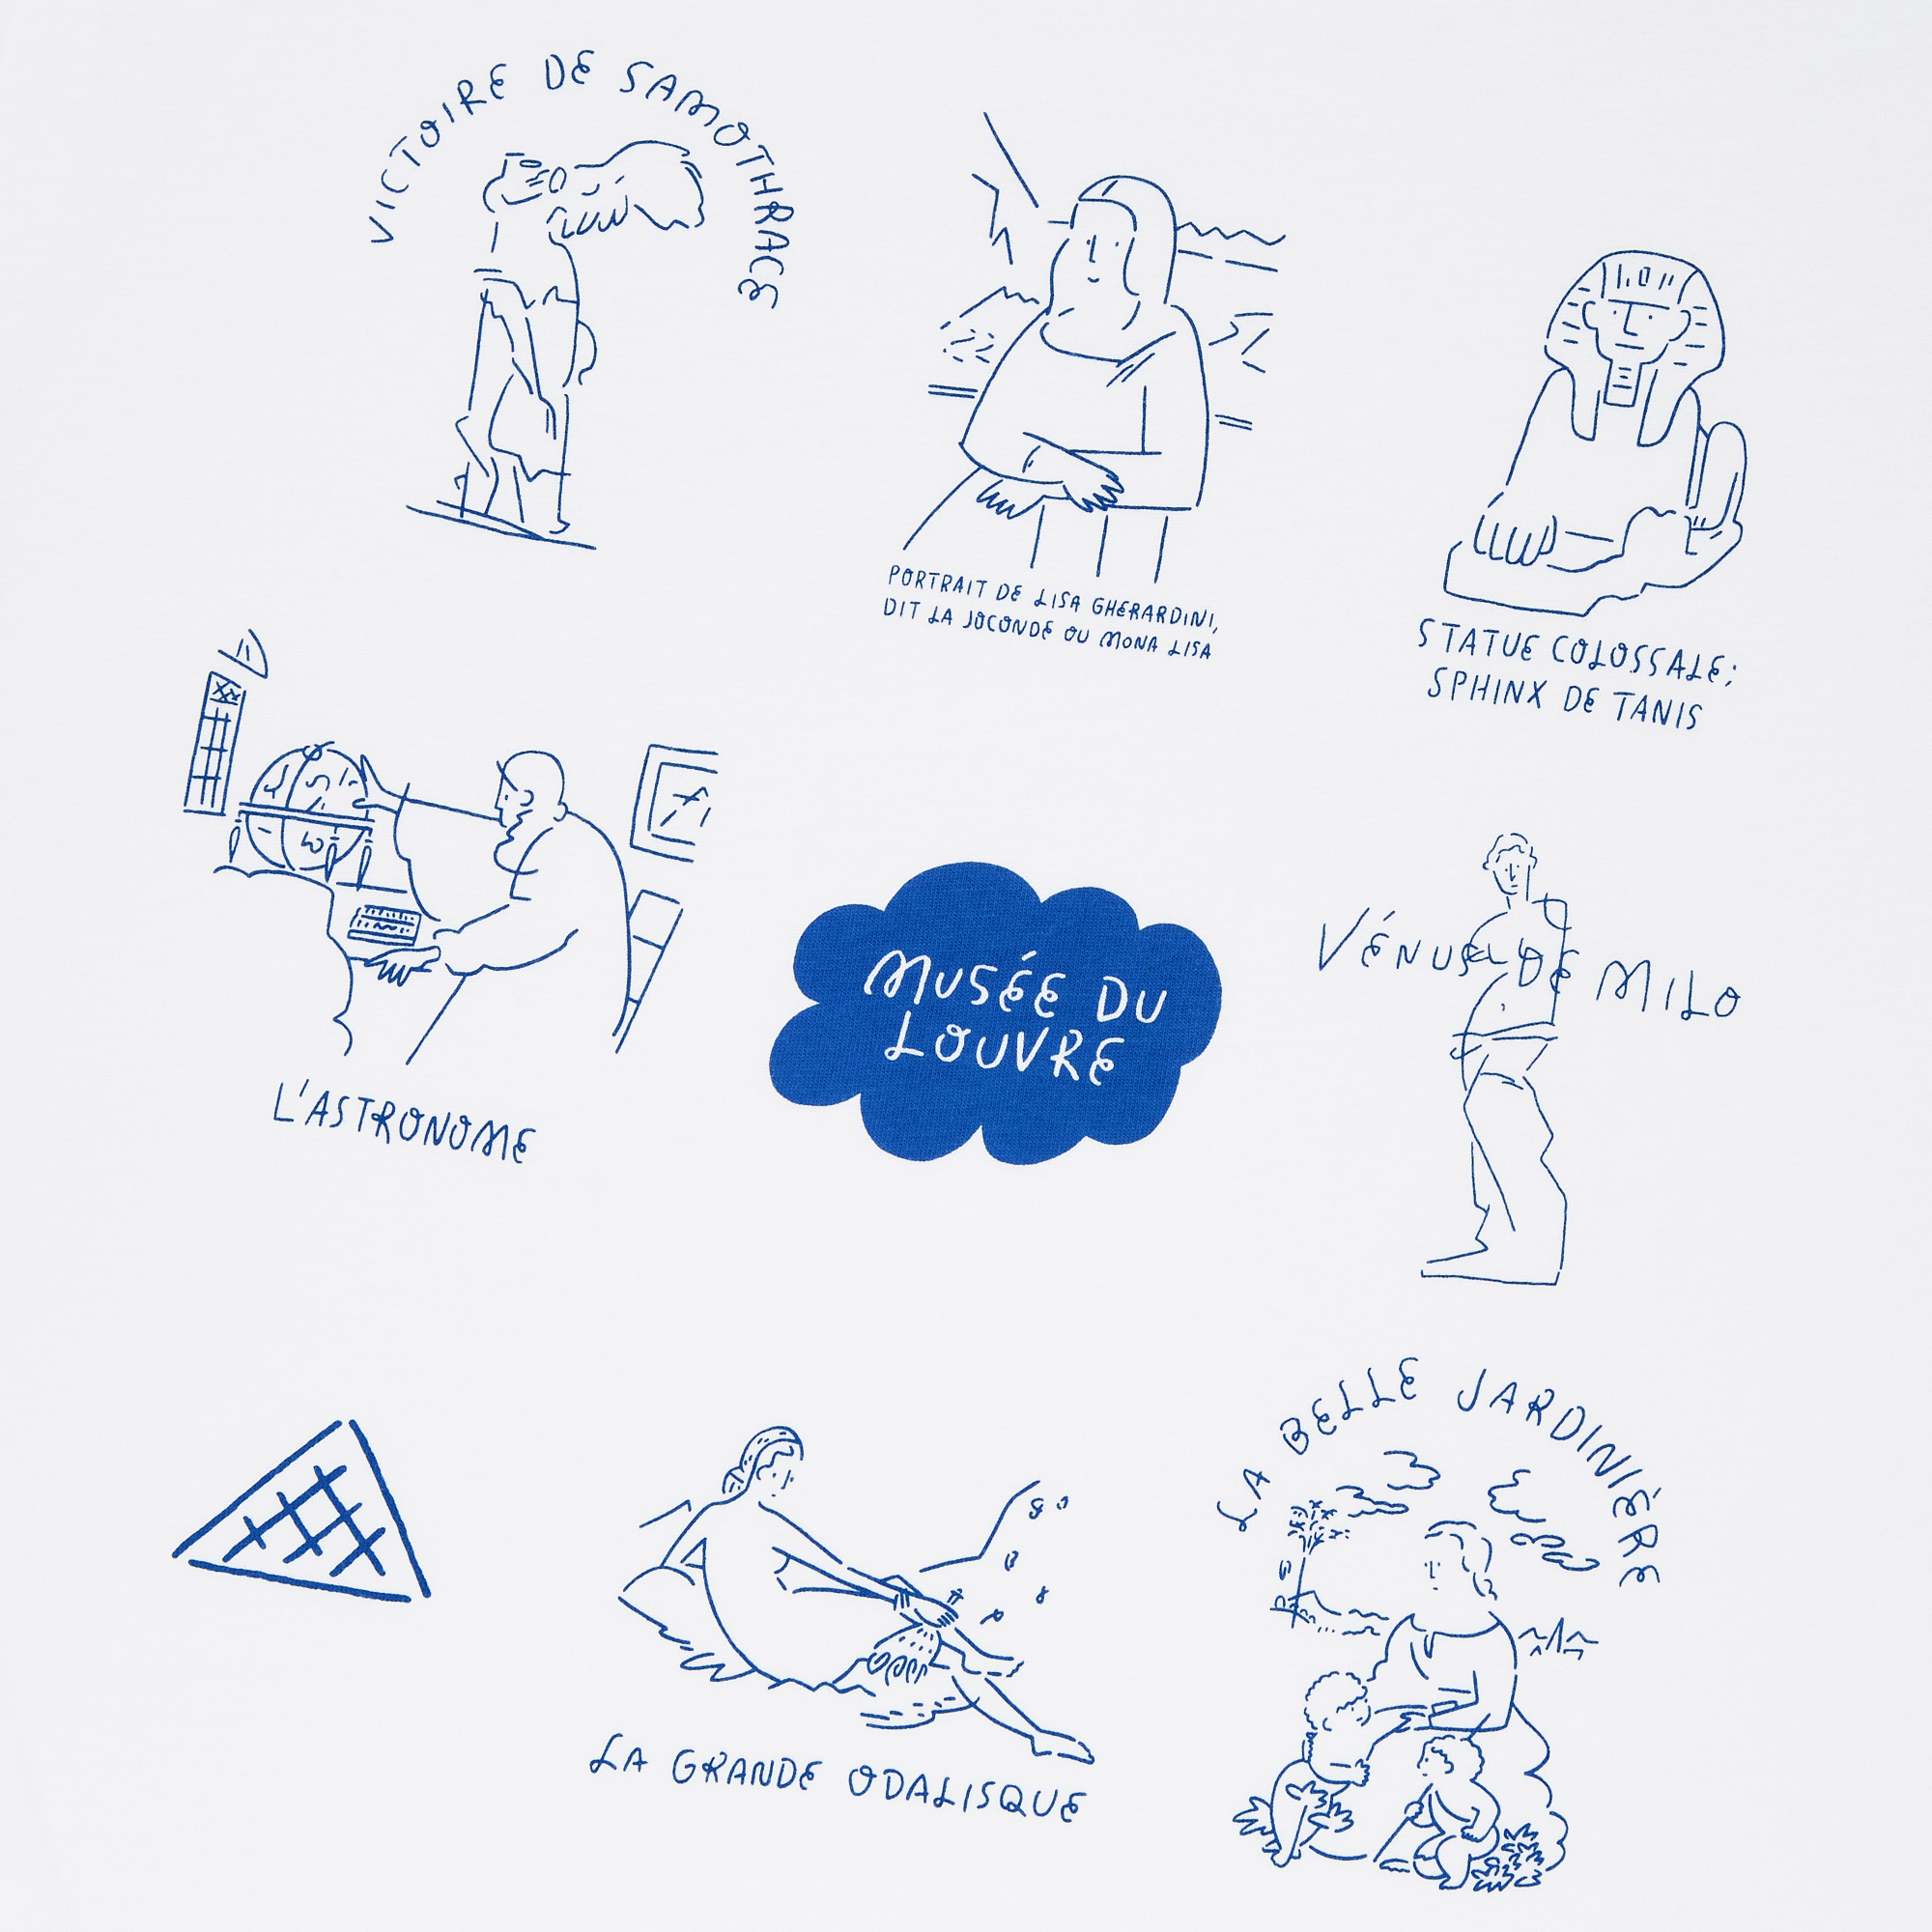 VICTOIRE DE SAMOTHRACE
PORTRAIT DE LISA GHERARDINI,
DIT LA JOCONDE OU MONA LISA
STATUE COLOSSALE;
SPHINX DE TANIS
L'ASTRONOME
MUSÉE DU
LOUVRE
VÉNUS DE MILO
LA GRANDE ODALISQUE
LA BELLE JARDINIÉRE